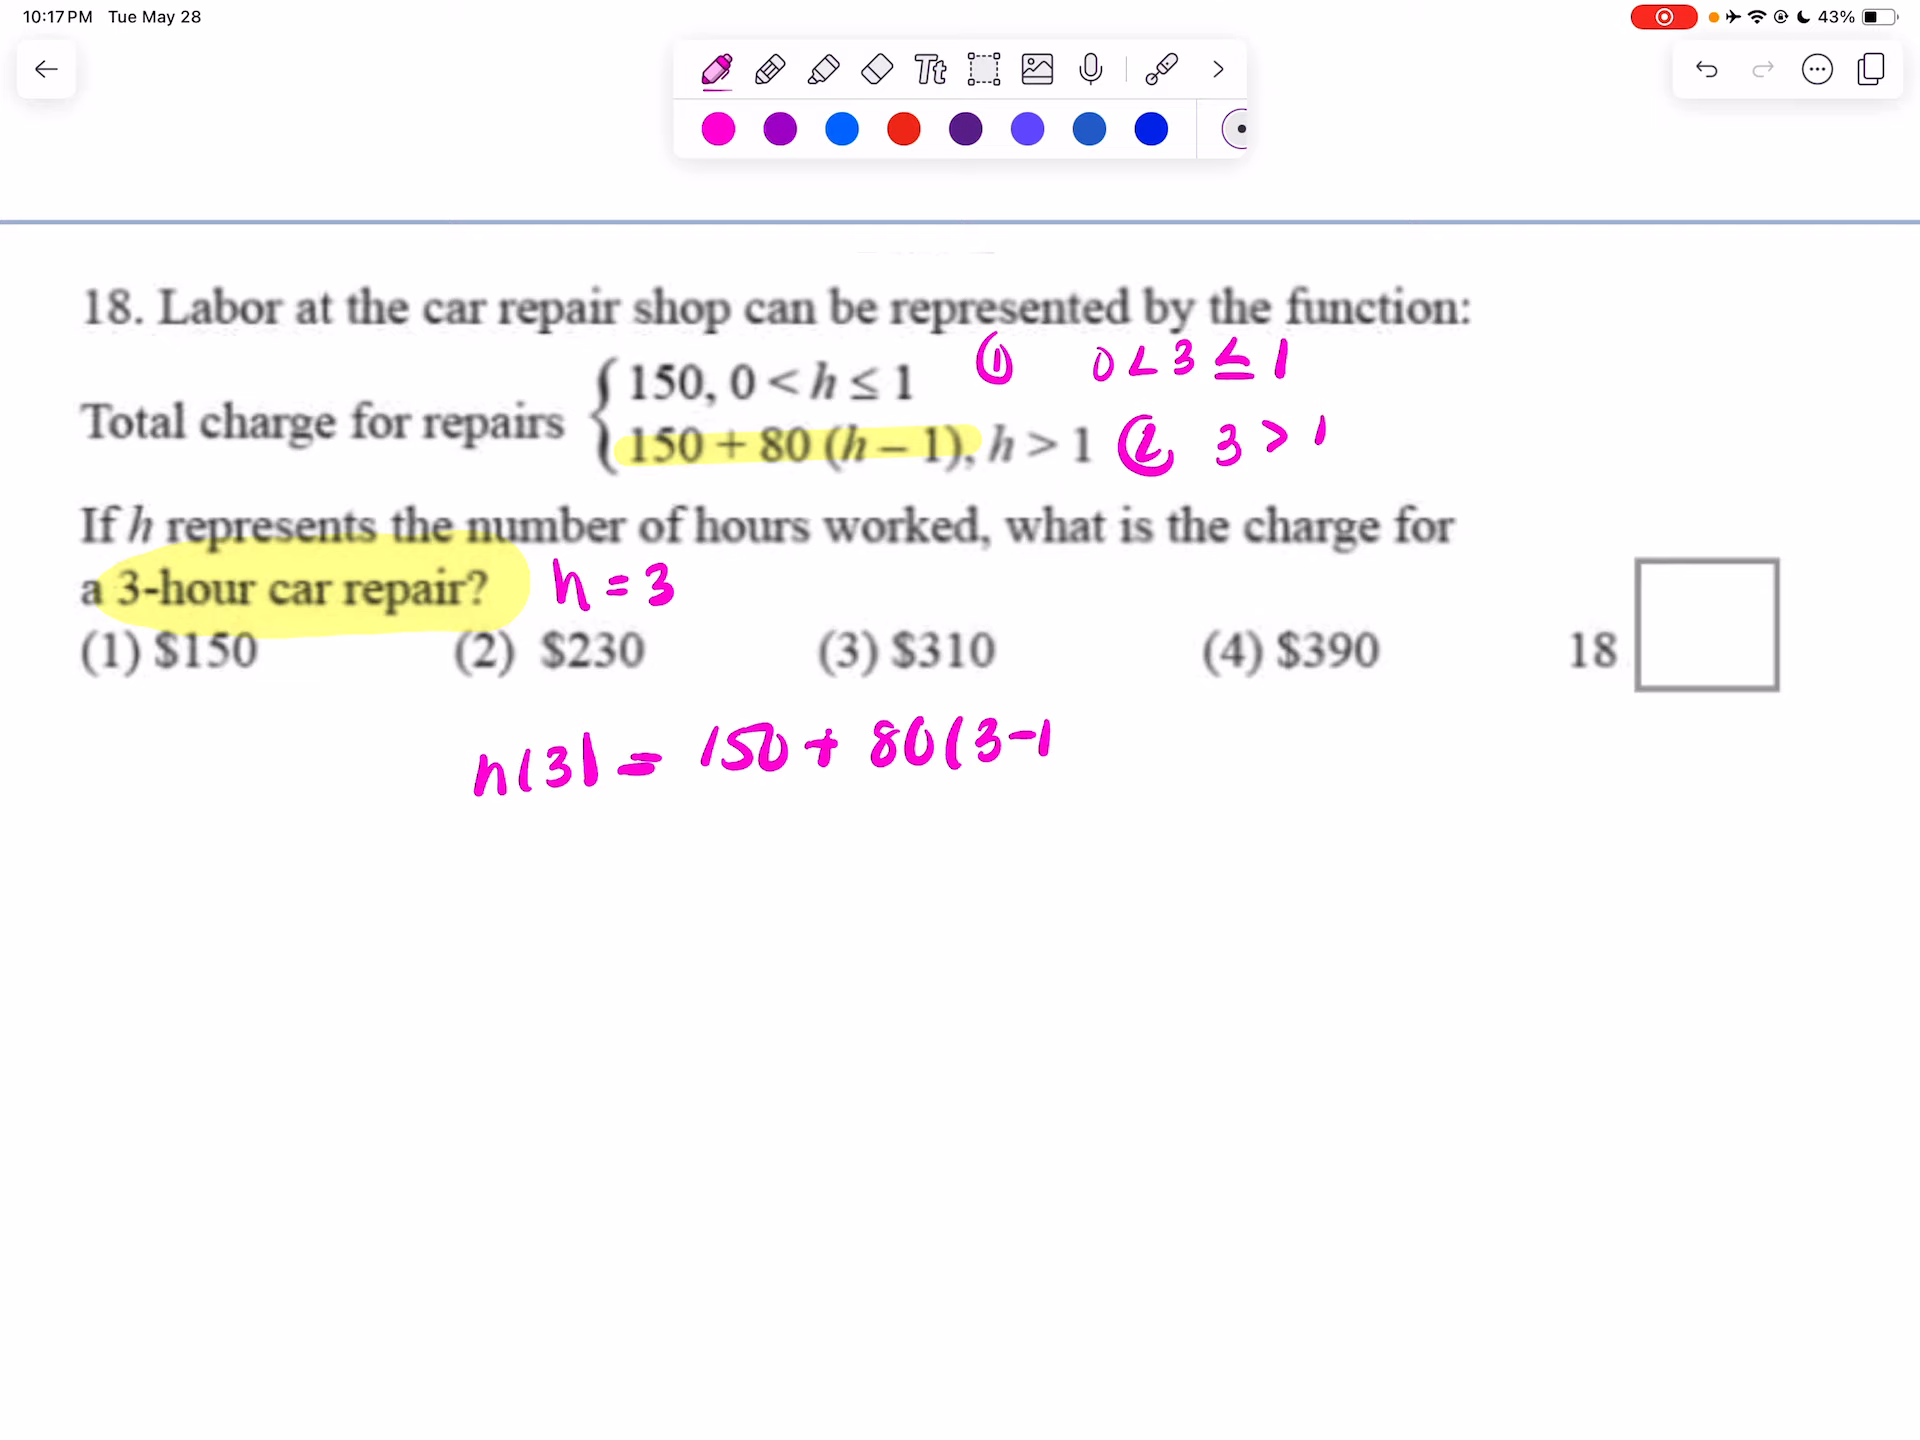 10:17 PM Tue May 28
43%
Tt
18. Labor at the car repair shop can be represented by the function:
150, 0 < h ≤ 1 ① 0 < 3 ≤ 1
Total charge for repairs
150 + 80 (h – 1), h > 1 ② 3 > 1
If h represents the number of hours worked, what is the charge for
a 3-hour car repair? h = 3
(1) $150 (2) $230 (3) $310 (4) $390 18
h(3) = 150 + 80(3-1